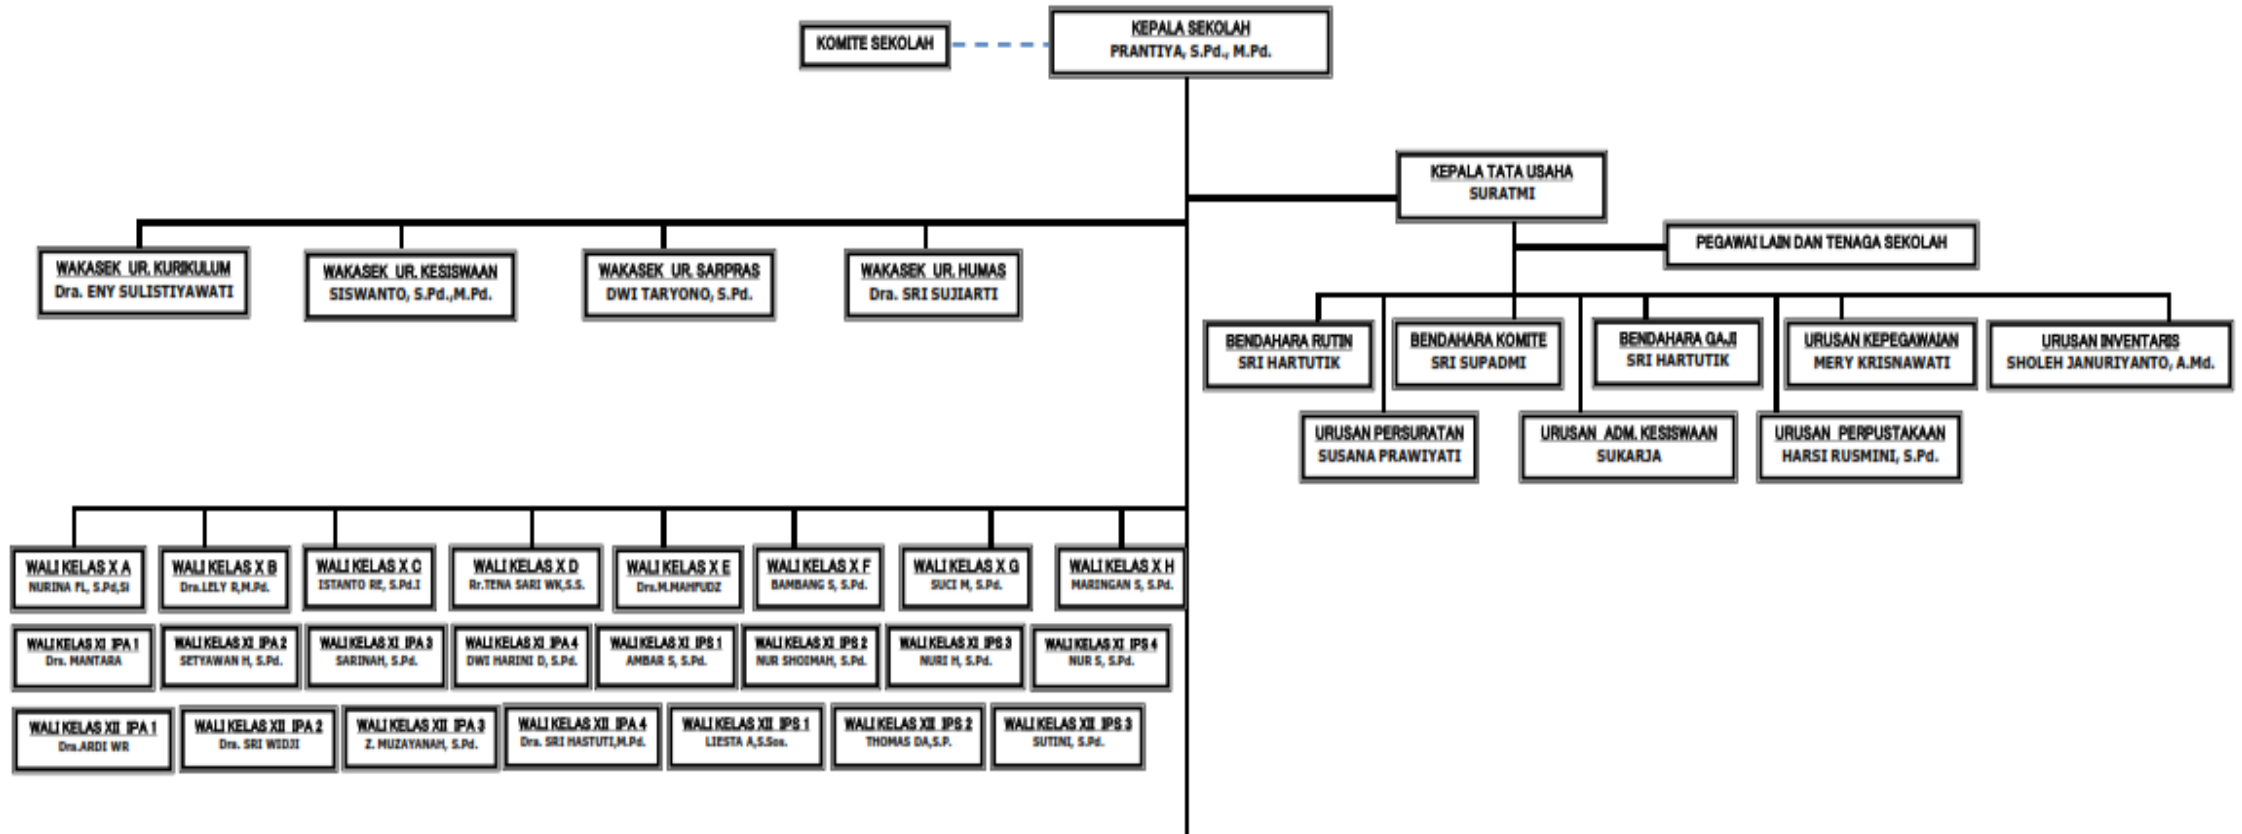 KOMITE SEKOLAH
KEPALA SEKOLAH
PRANTIYA, S.Pd., M.Pd.
KEPALA TATA USAHA
SURATMI
PEGAWAI LAIN DAN TENAGA SEKOLAH
WAKASEK UR. KURIKULUM
Dra. ENY SULISTIYAWATI
WAKASEK UR. KESISWAAN
SISWANTO, S.Pd.,M.Pd.
WAKASEK UR. SARPRAS
DWI TARYONO, S.Pd.
WAKASEK UR. HUMAS
Dra. SRI SUJIARTI
BENDAHARA RUTIN
SRI HARTUTIK
BENDAHARA KOMITE
SRI SUPADMI
BENDAHARA GAJI
SRI HARTUTIK
URUSAN KEPEGAWAIAN
MERY KRISNAWATI
URUSAN INVENTARIS
SHOLEH JANURIYANTO, A.Md.
URUSAN PERSURATAN
SUSANA PRAWIYATI
URUSAN ADM. KESISWAAN
SUKARJA
URUSAN PERPUSTAKAAN
HARSI RUSMINI, S.Pd.
WALI KELAS X A
NURINA FL, S.Pd,Si
WALI KELAS X B
Dra.LELY R,M.Pd.
WALI KELAS X C
ISTANTO RE, S.Pd.I
WALI KELAS X D
Rr.TENA SARI WK,S.S.
WALI KELAS X E
Drs.M.MAHFUDZ
WALI KELAS X F
BAMBANG S, S.Pd.
WALI KELAS X G
SUCI M, S.Pd.
WALI KELAS X H
MARINGAN S, S.Pd.
WALI KELAS XI IPA 1
Drs. MANTARA
WALI KELAS XI IPA 2
SETYAWAN H, S.Pd.
WALI KELAS XI IPA 3
SARINAH, S.Pd.
WALI KELAS XI IPA 4
DWI HARINI D, S.Pd.
WALI KELAS XI IPS 1
AMBAR S, S.Pd.
WALI KELAS XI IPS 2
NUR SHOIMAH, S.Pd.
WALI KELAS XI IPS 3
NURI H, S.Pd.
WALI KELAS XI IPS 4
NUR S, S.Pd.
WALI KELAS XII IPA 1
Drs.ARDI WR
WALI KELAS XII IPA 2
Dra. SRI WIDJI
WALI KELAS XII IPA 3
Z. MUZAYANAH, S.Pd.
WALI KELAS XII IPA 4
Dra. SRI HASTUTI,M.Pd.
WALI KELAS XII IPS 1
LIESTA A,S.Sos.
WALI KELAS XII IPS 2
THOMAS DA,S.P.
WALI KELAS XII IPS 3
SUTINI, S.Pd.